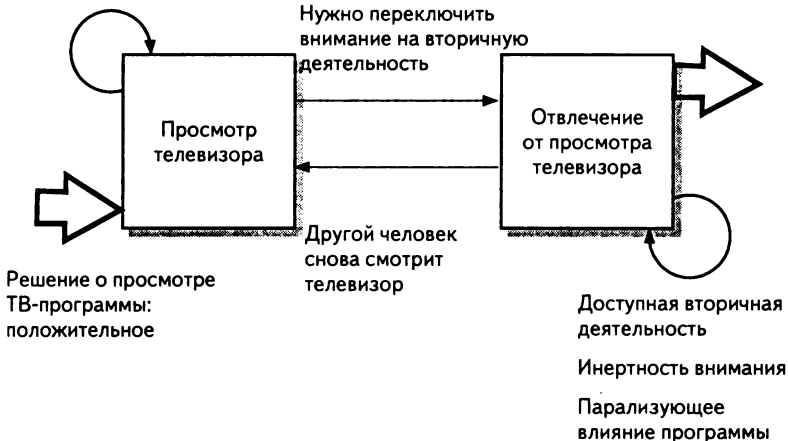 Нужно переключить
внимание на вторичную
деятельность
Просмотр
телевизора
Отвлечение
от просмотра
телевизора
Другой человек
снова смотрит
телевизор
Решение о просмотре
ТВ-программы:
положительное
Доступная вторичная
деятельность
Инертность внимания
Парализующее
влияние программы